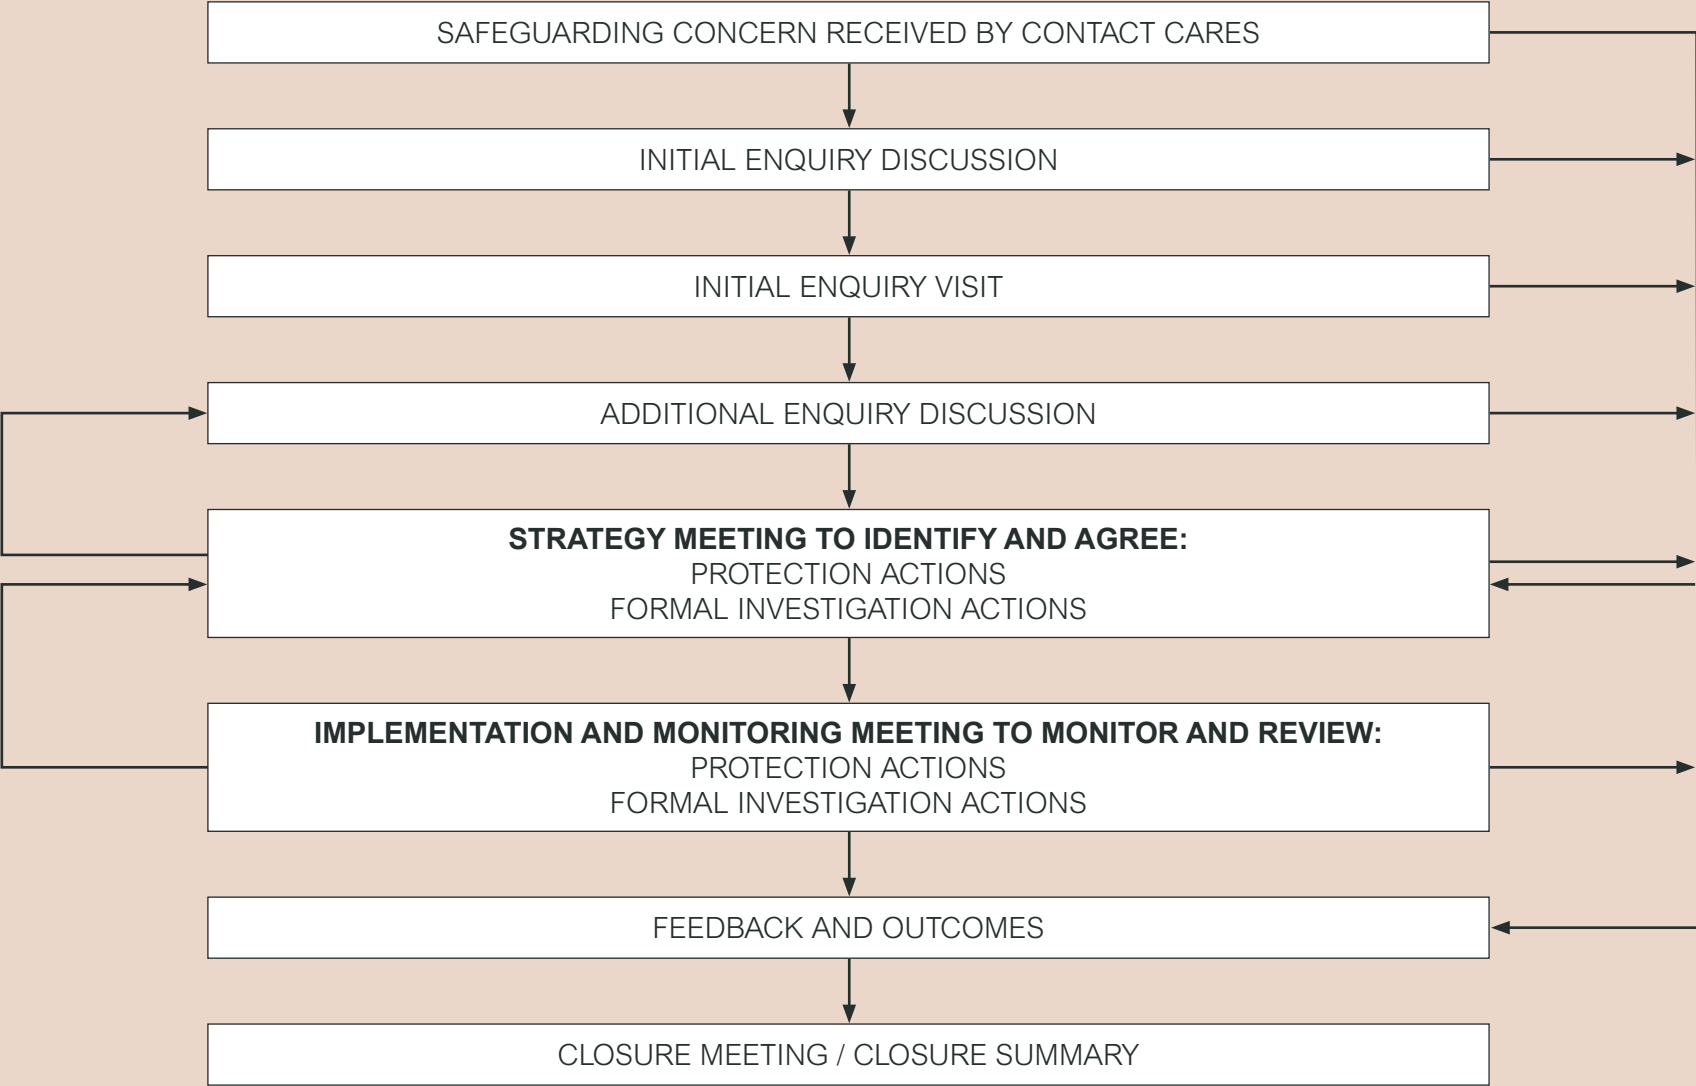 SAFEGUARDING CONCERN RECEIVED BY CONTACT CARES
INITIAL ENQUIRY DISCUSSION
INITIAL ENQUIRY VISIT
ADDITIONAL ENQUIRY DISCUSSION
STRATEGY MEETING TO IDENTIFY AND AGREE:
PROTECTION ACTIONS
FORMAL INVESTIGATION ACTIONS
IMPLEMENTATION AND MONITORING MEETING TO MONITOR AND REVIEW:
PROTECTION ACTIONS
FORMAL INVESTIGATION ACTIONS
FEEDBACK AND OUTCOMES
CLOSURE MEETING / CLOSURE SUMMARY